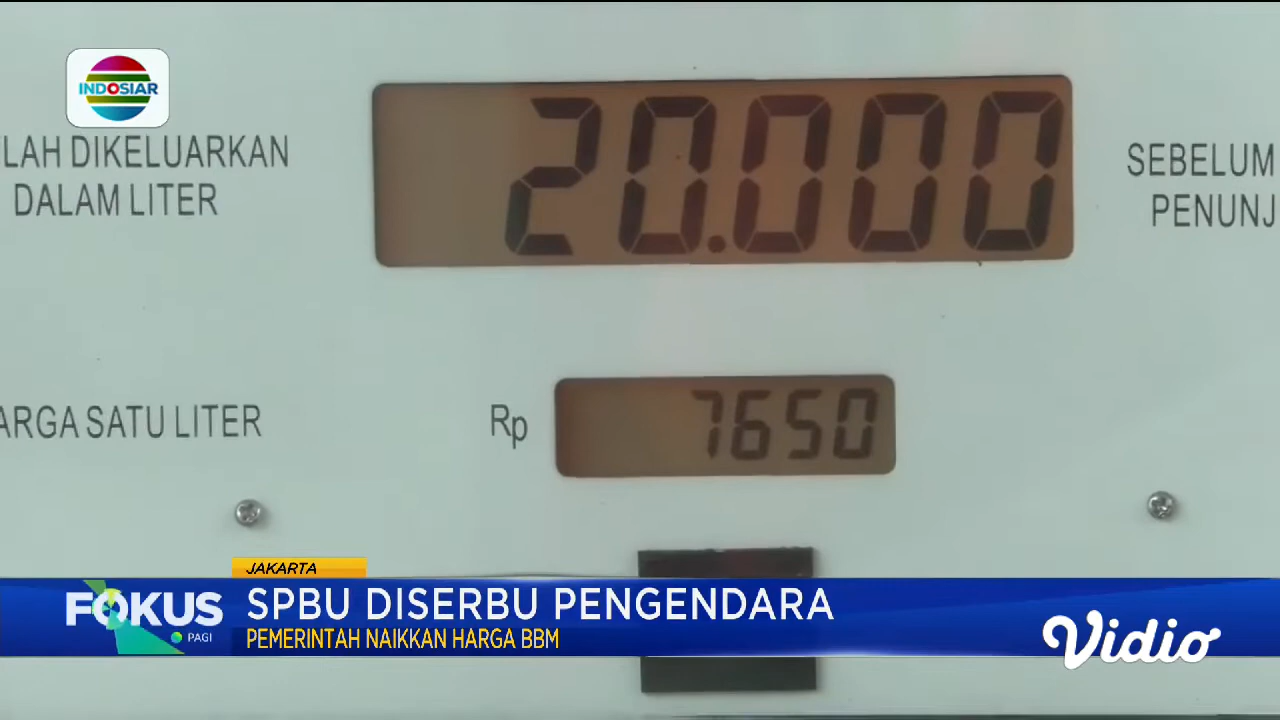 INDOSIAR
LAH DIKELUARKAN
DALAM LITER
20.000
SEBELUM
PENUNJ
ARGA SATU LITER
Rp
7650
JAKARTA
FOKUS
PAGI
SPBU DISERBU PENGENDARA
PEMERINTAH NAIKKAN HARGA BBM
Vidio